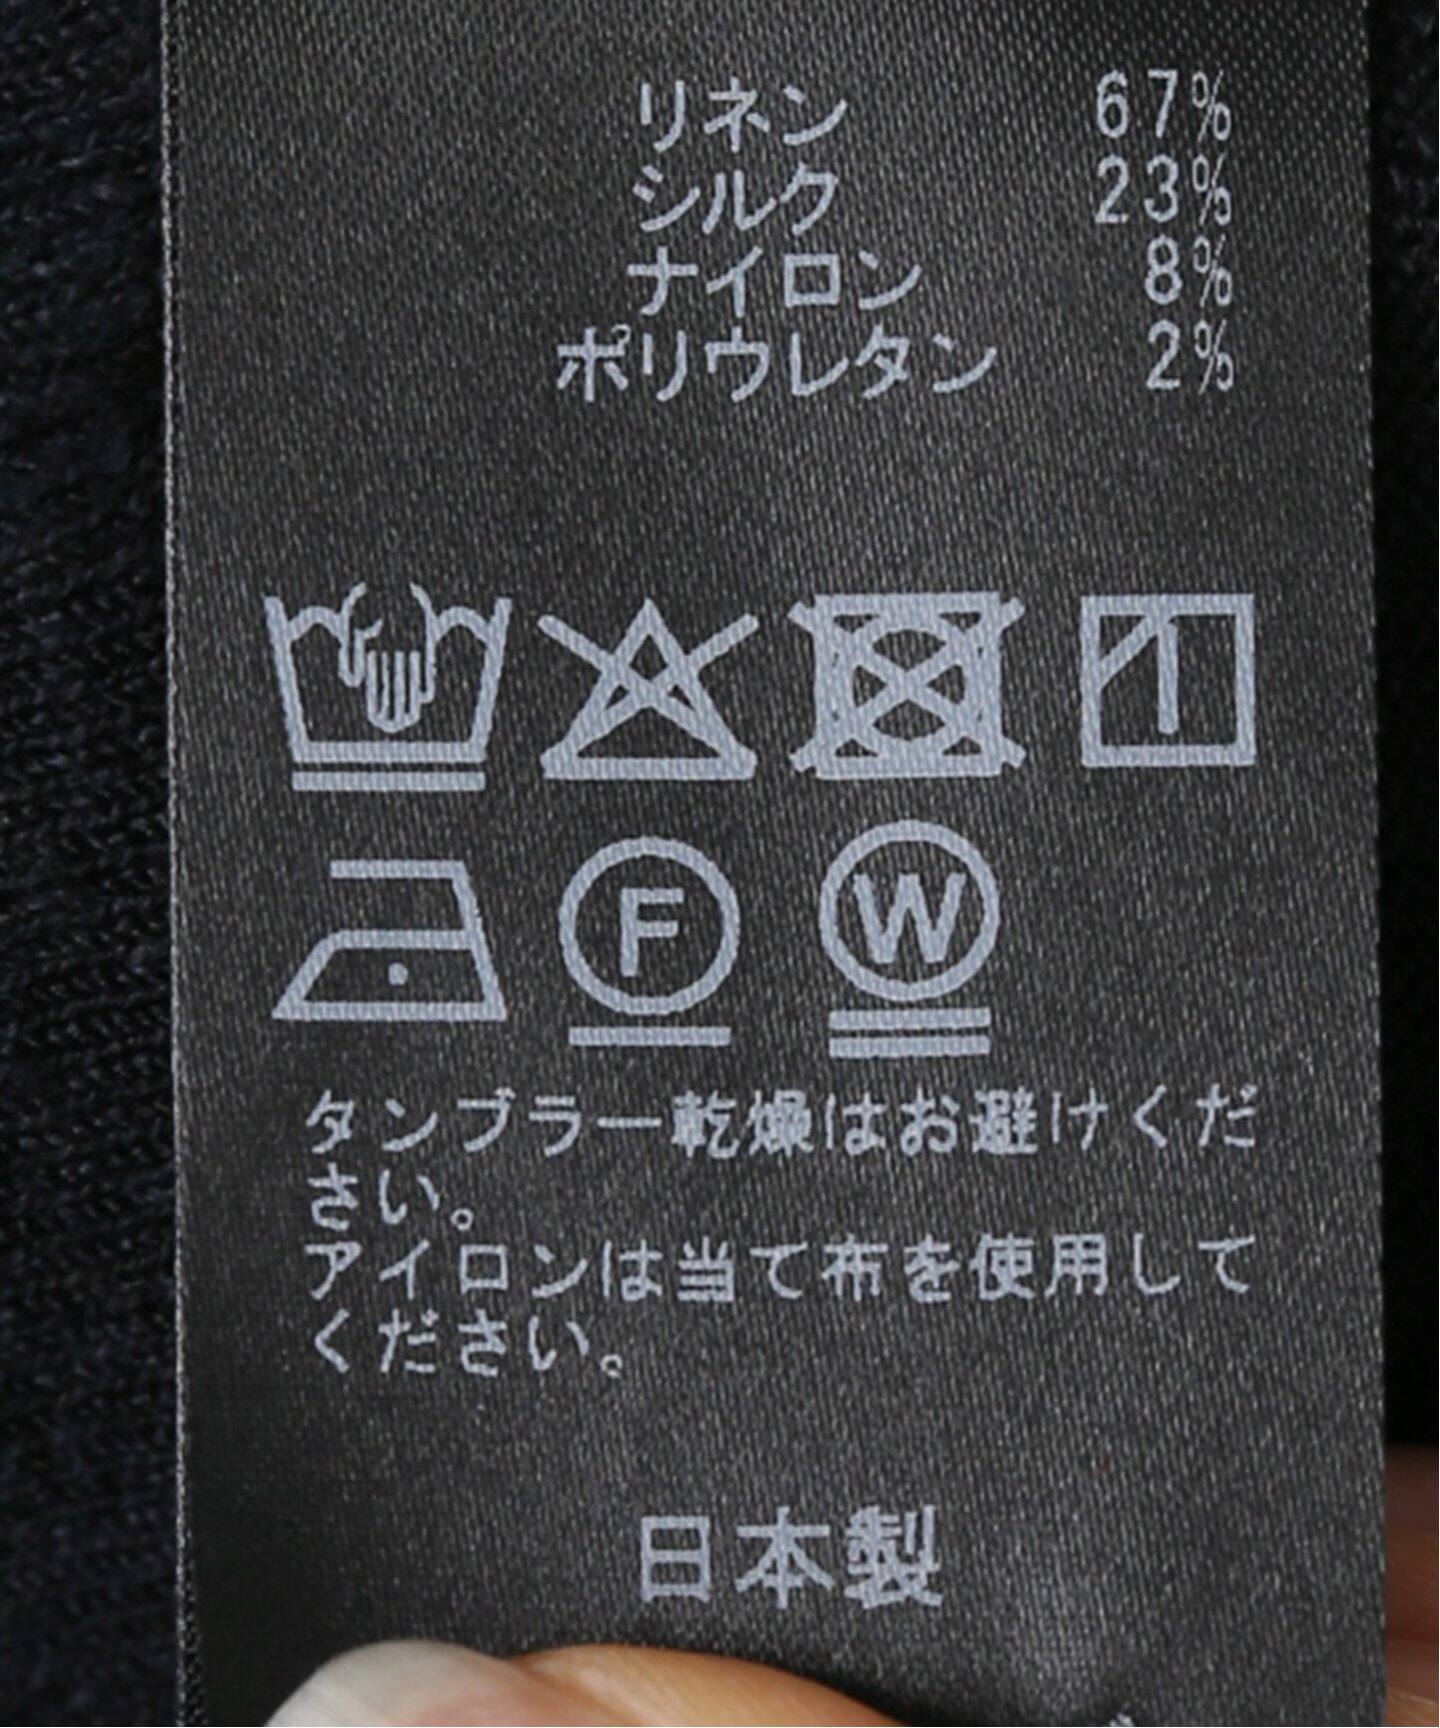 リネン 67%
シルク 23%
ナイロン 8%
ポリウレタン 2%
F W
タンブラー乾燥はお避けくだ
さい。
アイロンは当て布を使用して
ください。
日本製